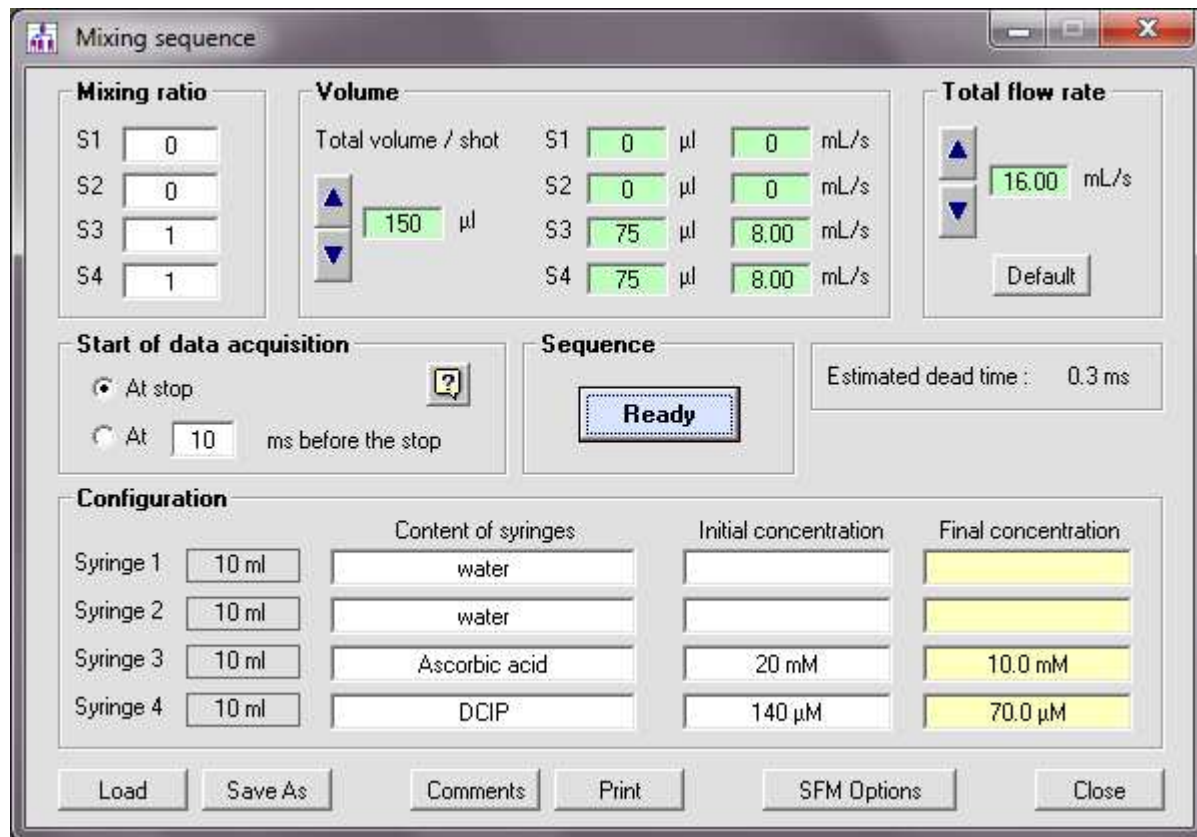 Mixing sequence
Mixing ratio
S1 0
S2 0
S3 1
S4 1
Volume
Total volume / shot
150 µl
S1 0 µl 0 mL/s
S2 0 µl 0 mL/s
S3 75 µl 8.00 mL/s
S4 75 µl 8.00 mL/s
Total flow rate
16.00 mL/s
Default
Start of data acquisition
At stop
?
At 10 ms before the stop
Sequence
Ready
Estimated dead time : 0.3 ms
Configuration
Content of syringes Initial concentration Final concentration
Syringe 1 10 ml water
Syringe 2 10 ml water
Syringe 3 10 ml Ascorbic acid 20 mM 10.0 mM
Syringe 4 10 ml DCIP 140 µM 70.0 µM
Load Save As Comments Print SFM Options Close